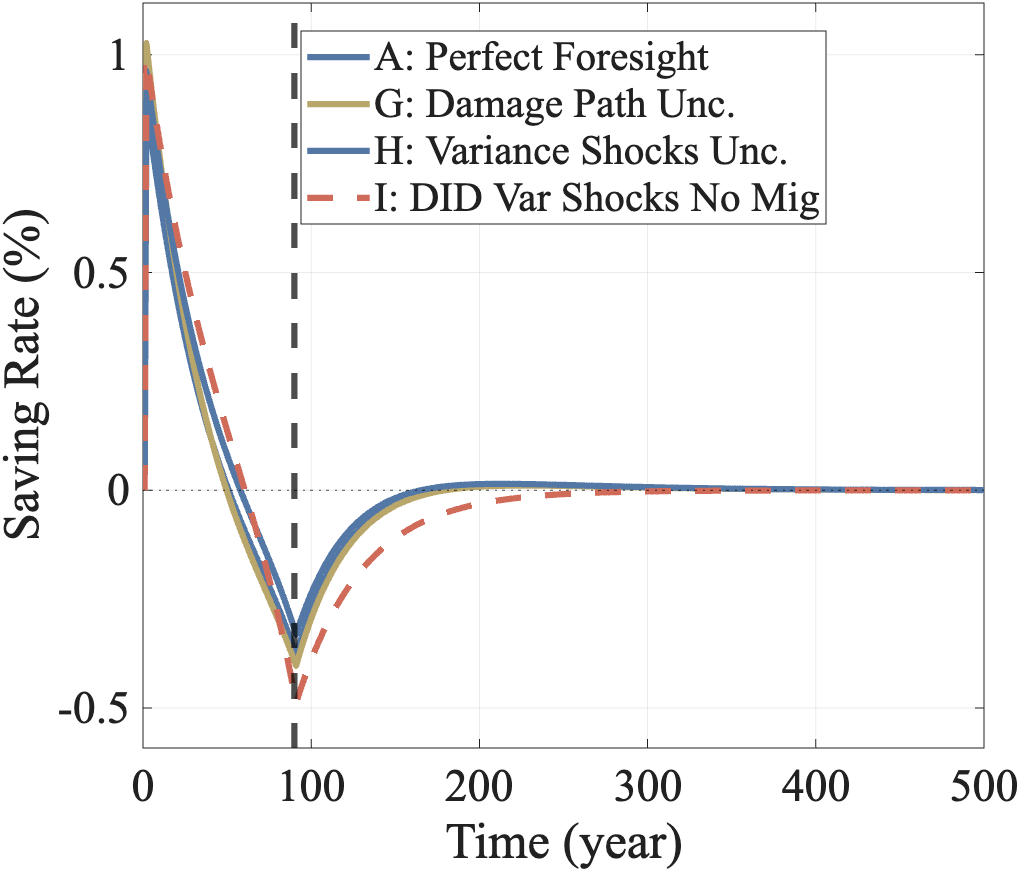 A: Perfect Foresight
G: Damage Path Unc.
H: Variance Shocks Unc.
I: DID Var Shocks No Mig
Saving Rate (%)
1
0.5
0
-0.5
0
100
200
300
400
500
Time (year)